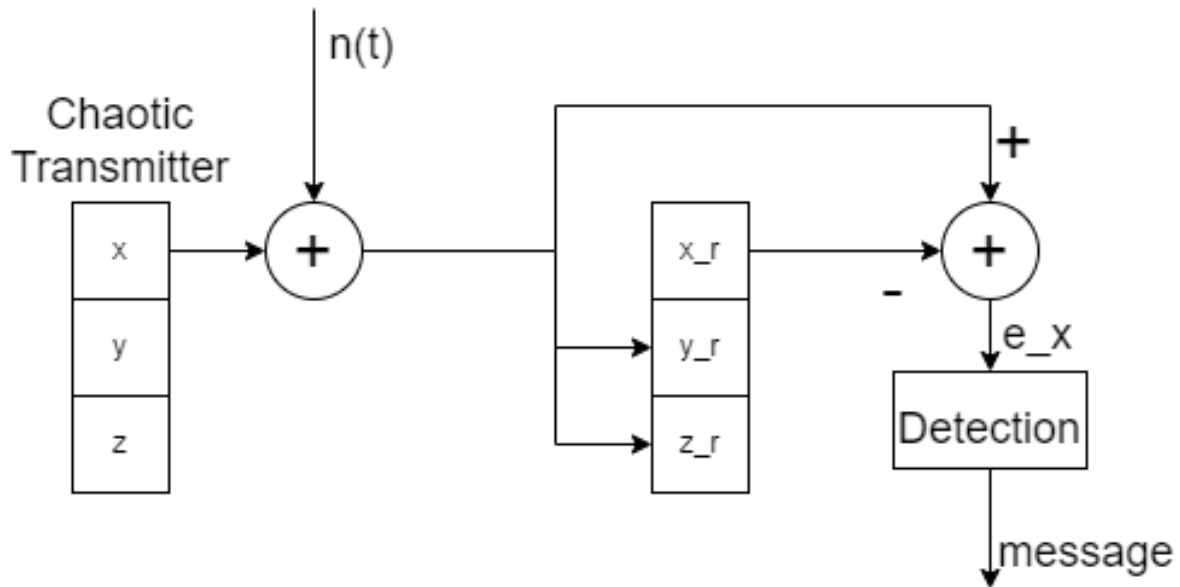 n(t)
Chaotic
Transmitter
+
x
+
x_r
+
-
y
y_r
e_x
z
z_r
Detection
message